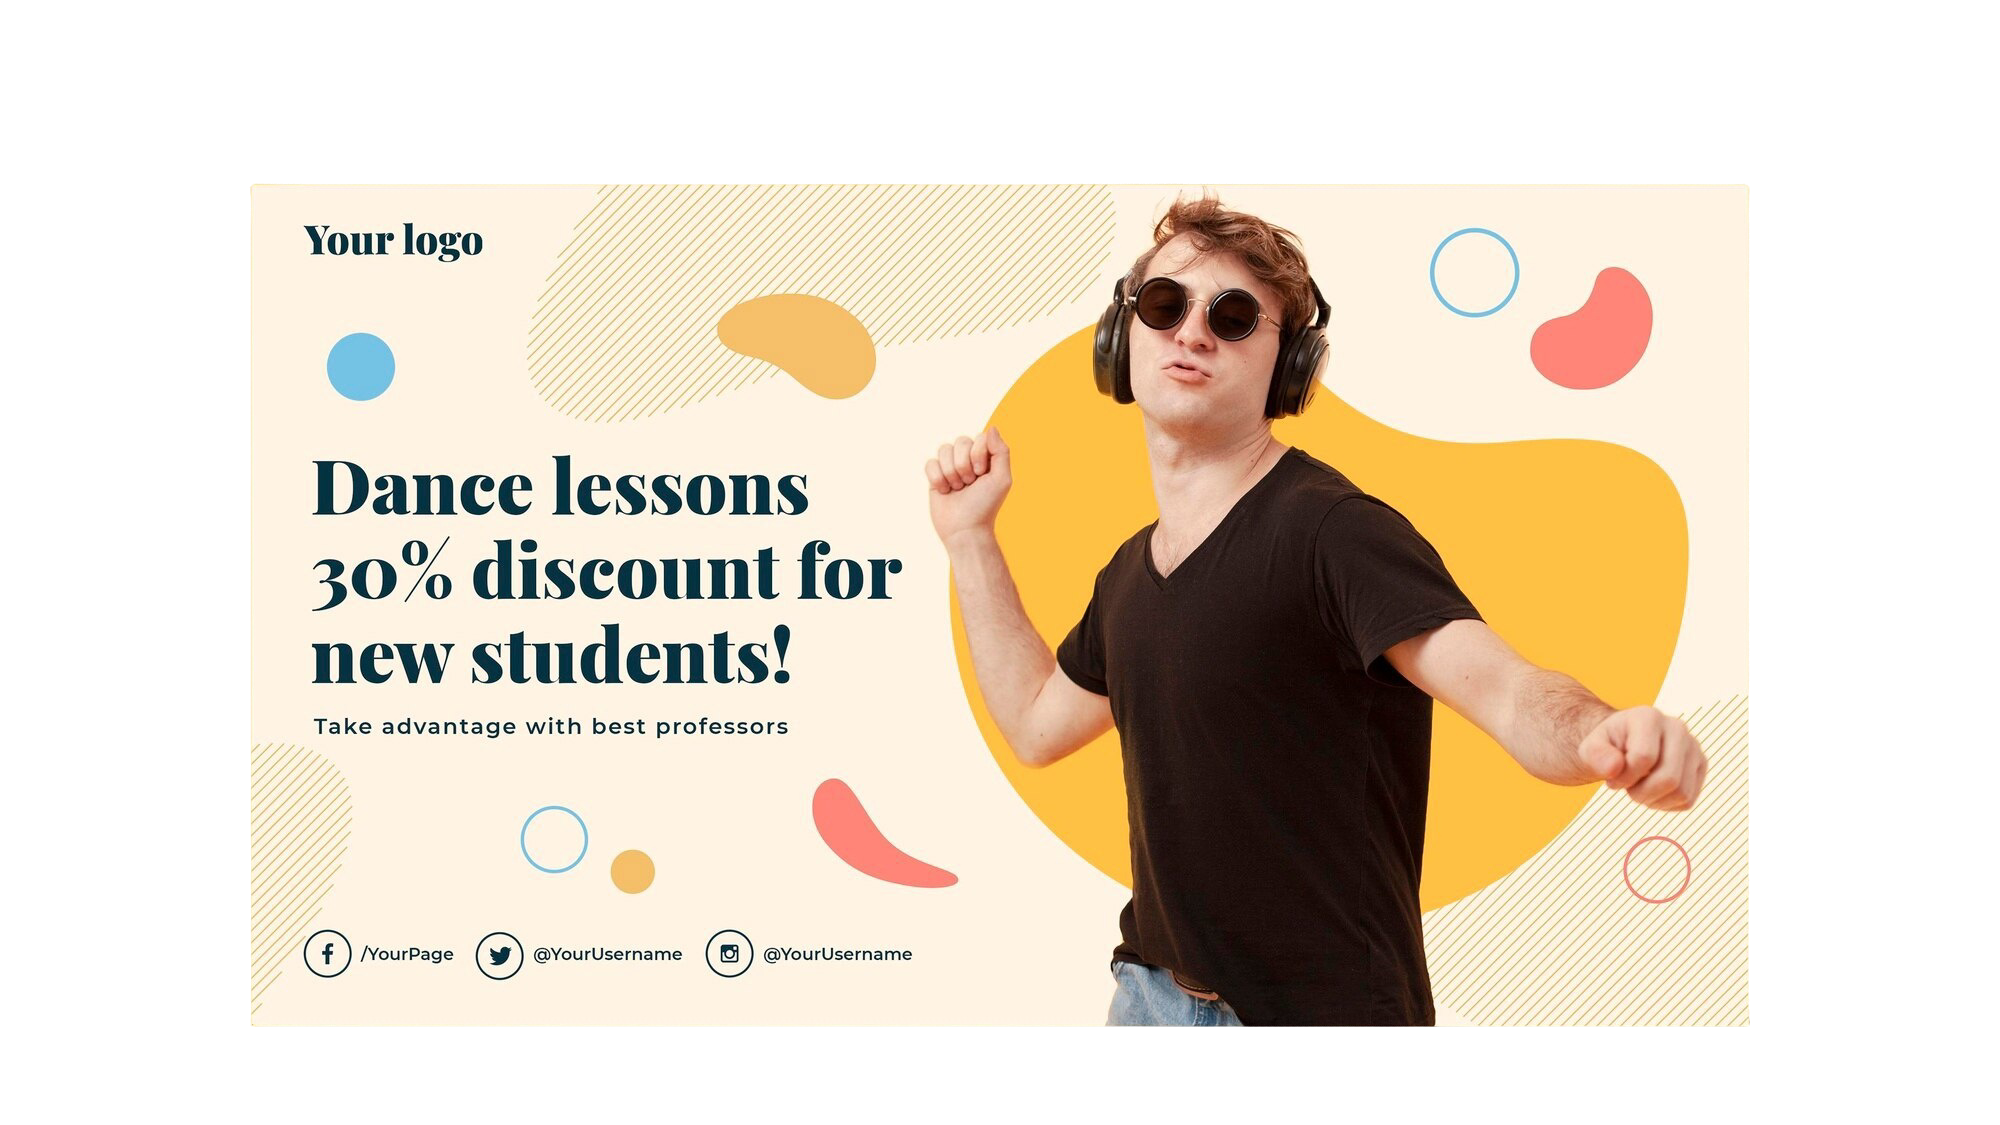 Your logo
Dance lessons
30% discount for
new students!
Take advantage with best professors
/YourPage @YourUsername @YourUsername